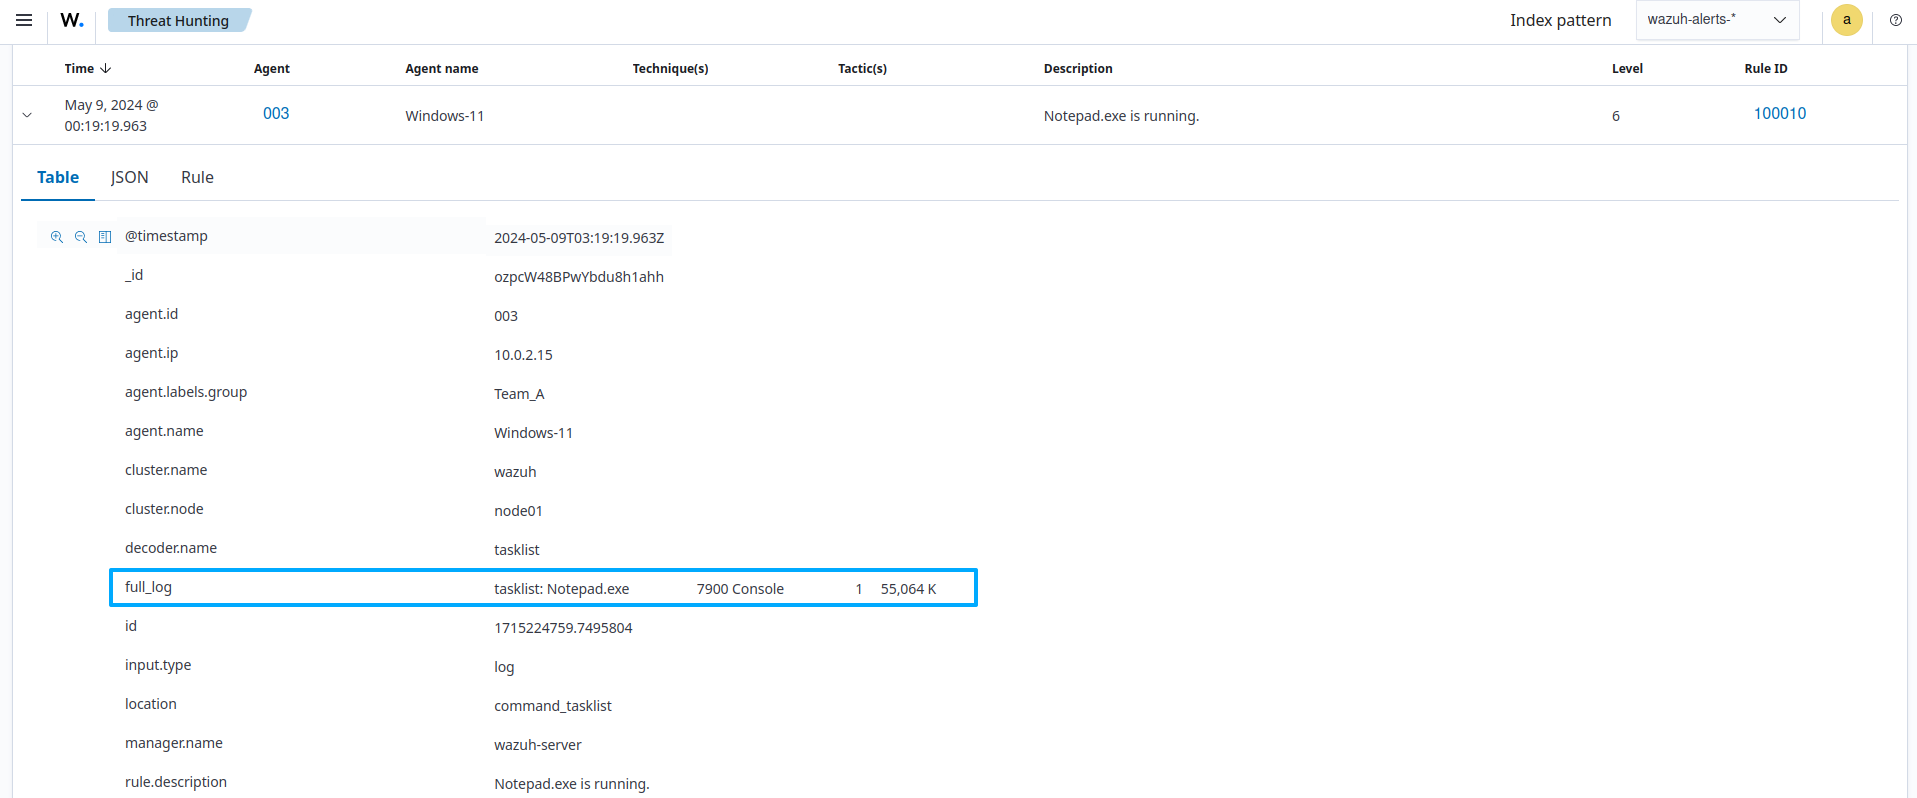 W. Threat Hunting Index pattern wazuh-alerts-* a
Time Agent Agent name Technique(s) Tactic(s) Description Level Rule ID
May 9, 2024 @
00:19:19.963 003 Windows-11 Notepad.exe is running. 6 100010
Table JSON Rule
@timestamp 2024-05-09T03:19:19.963Z
_id ozpcW48BPwYbdu8h1ahh
agent.id 003
agent.ip 10.0.2.15
agent.labels.group Team_A
agent.name Windows-11
cluster.name wazuh
cluster.node node01
decoder.name tasklist
full_log tasklist: Notepad.exe 7900 Console 1 55,064 K
id 1715224759.7495804
input.type log
location command_tasklist
manager.name wazuh-server
rule.description Notepad.exe is running.